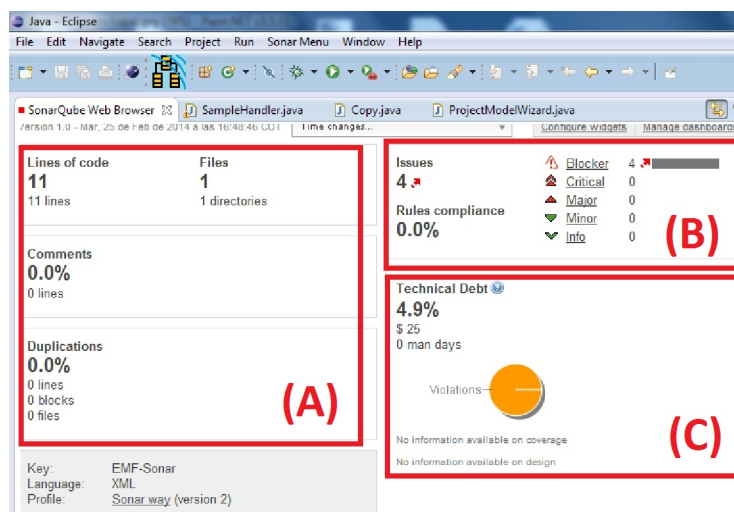 Java - Eclipse
File Edit Navigate Search Project Run Sonar Menu Window Help
SonarQube Web Browser SampleHandler.java Copy.java ProjectModelWizard.java
Version 1.0 - Mar, 25 de Feb de 2014 a las 16:48:46 CDT Time changes... Configure widgets Manage dashboards
Lines of code Files
11 1
11 lines 1 directories
Comments
0.0%
0 lines
Duplications
0.0%
0 lines
0 blocks
0 files
(A)
Key: EMF-Sonar
Language: XML
Profile: Sonar way (version 2)
Issues
4
Rules compliance
0.0%
Blocker 4
Critical 0
Major 0
Minor 0
Info 0
(B)
Technical Debt
4.9%
$ 25
0 man days
Violations
No information available on coverage
No information available on design
(C)